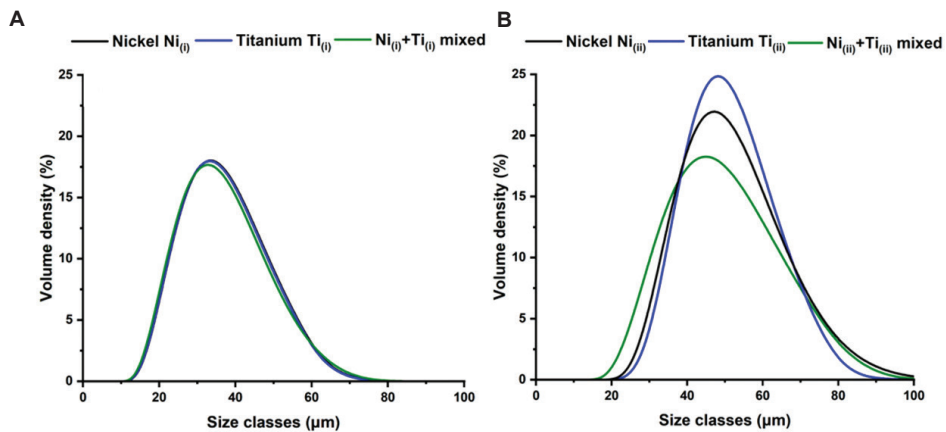 A
Nickel Ni(i) Titanium Ti(i) Ni(i)+Ti(i) mixed
25
20
15
10
5
0
Volume density (%)
0 20 40 60 80 100
Size classes (µm)
B
Nickel Ni(ii) Titanium Ti(ii) Ni(ii)+Ti(ii) mixed
25
20
15
10
5
0
Volume density (%)
0 20 40 60 80 100
Size classes (µm)